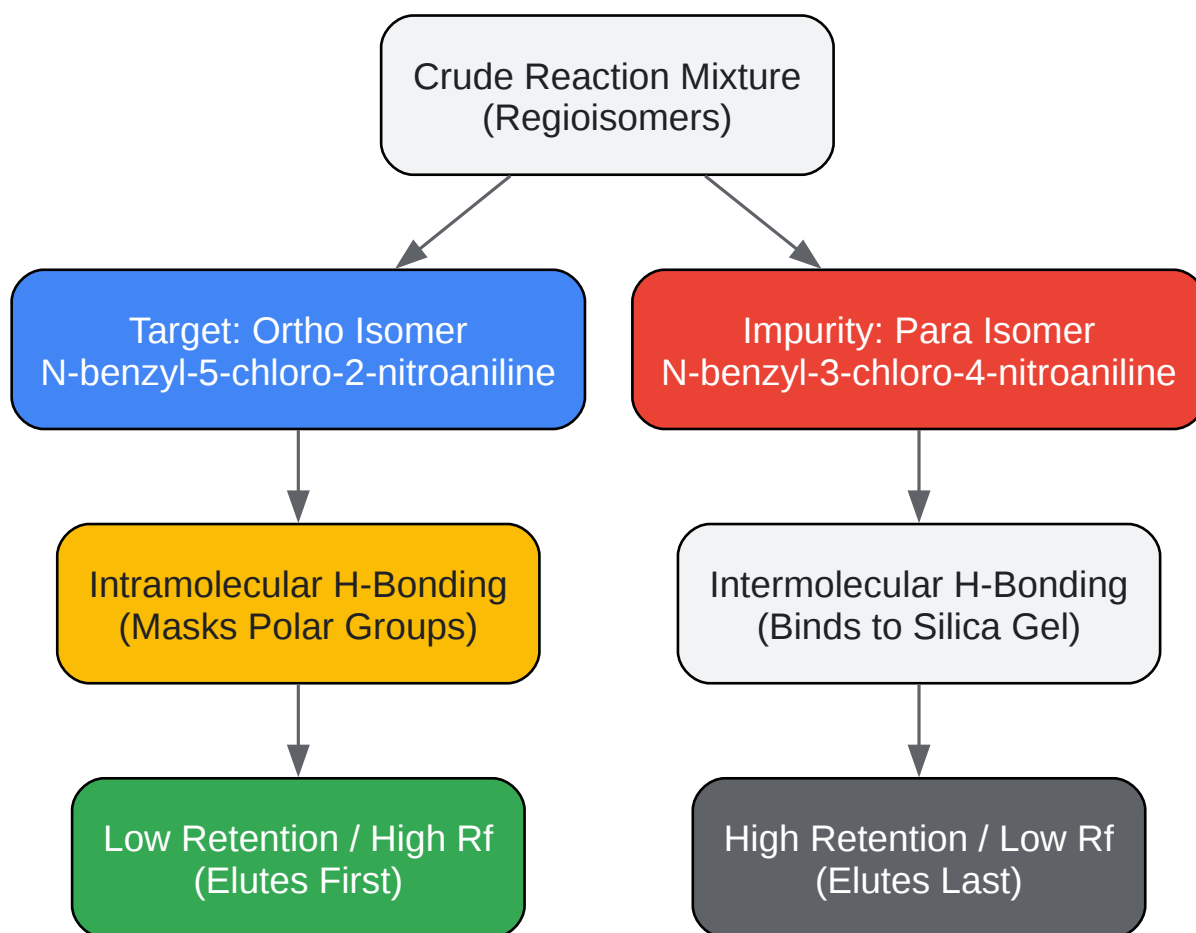 Crude Reaction Mixture
(Regioisomers)
Target: Ortho Isomer
N-benzyl-5-chloro-2-nitroaniline
Impurity: Para Isomer
N-benzyl-3-chloro-4-nitroaniline
Intramolecular H-Bonding
(Masks Polar Groups)
Intermolecular H-Bonding
(Binds to Silica Gel)
Low Retention / High Rf
(Elutes First)
High Retention / Low Rf
(Elutes Last)